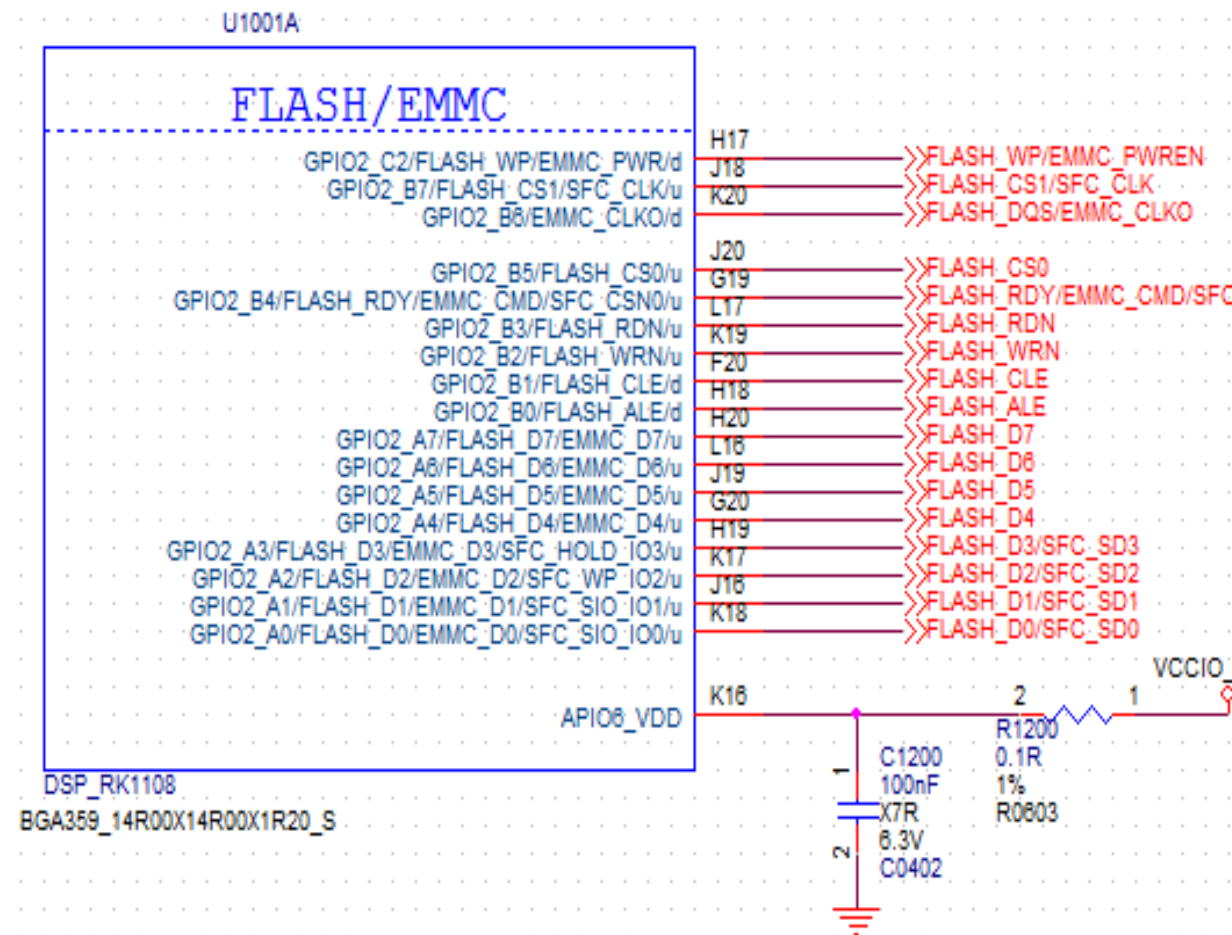 U1001A
FLASH/EMMC
GPIO2_C2/FLASH_WP/EMMC_PWR/d H17 FLASH_WP/EMMC_PWREN
GPIO2_B7/FLASH_CS1/SFC_CLK/u J18 FLASH_CS1/SFC_CLK
GPIO2_B6/EMMC_CLKO/d K20 FLASH_DQS/EMMC_CLKO
GPIO2_B5/FLASH_CS0/u J20 FLASH_CS0
GPIO2_B4/FLASH_RDY/EMMC_CMD/SFC_CSN0/u G19 FLASH_RDY/EMMC_CMD/SFC
GPIO2_B3/FLASH_RDN/u L17 FLASH_RDN
GPIO2_B2/FLASH_WRN/u K19 FLASH_WRN
GPIO2_B1/FLASH_CLE/d F20 FLASH_CLE
GPIO2_B0/FLASH_ALE/d H18 FLASH_ALE
GPIO2_A7/FLASH_D7/EMMC_D7/u H20 FLASH_D7
GPIO2_A6/FLASH_D6/EMMC_D6/u L16 FLASH_D6
GPIO2_A5/FLASH_D5/EMMC_D5/u J19 FLASH_D5
GPIO2_A4/FLASH_D4/EMMC_D4/u G20 FLASH_D4
GPIO2_A3/FLASH_D3/EMMC_D3/SFC_HOLD_IO3/u H19 FLASH_D3/SFC_SD3
GPIO2_A2/FLASH_D2/EMMC_D2/SFC_WP_IO2/u K17 FLASH_D2/SFC_SD2
GPIO2_A1/FLASH_D1/EMMC_D1/SFC_SIO_IO1/u J16 FLASH_D1/SFC_SD1
GPIO2_A0/FLASH_D0/EMMC_D0/SFC_SIO_IO0/u K18 FLASH_D0/SFC_SD0
VCCIO_
APIO6_VDD K16 2 1
R1200
0.1R
1%
R0603
1
C1200
100nF
X7R
6.3V
C0402
2
DSP_RK1108
BGA359_14R00X14R00X1R20_S